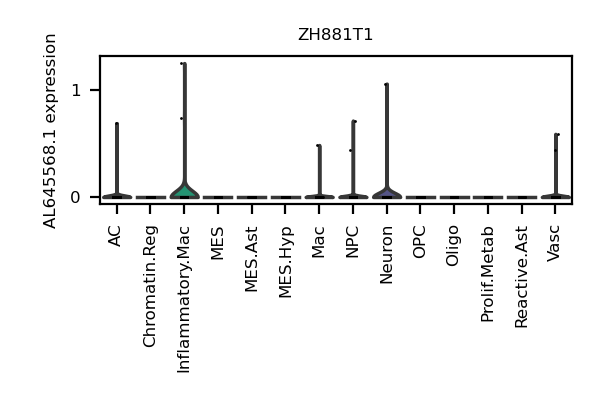 ZH881T1
AL645568.1 expression
1
0
AC
Chromatin.Reg
Inflammatory.Mac
MES
MES.Ast
MES.Hyp
Mac
NPC
Neuron
OPC
Oligo
Prolif.Metab
Reactive.Ast
Vasc